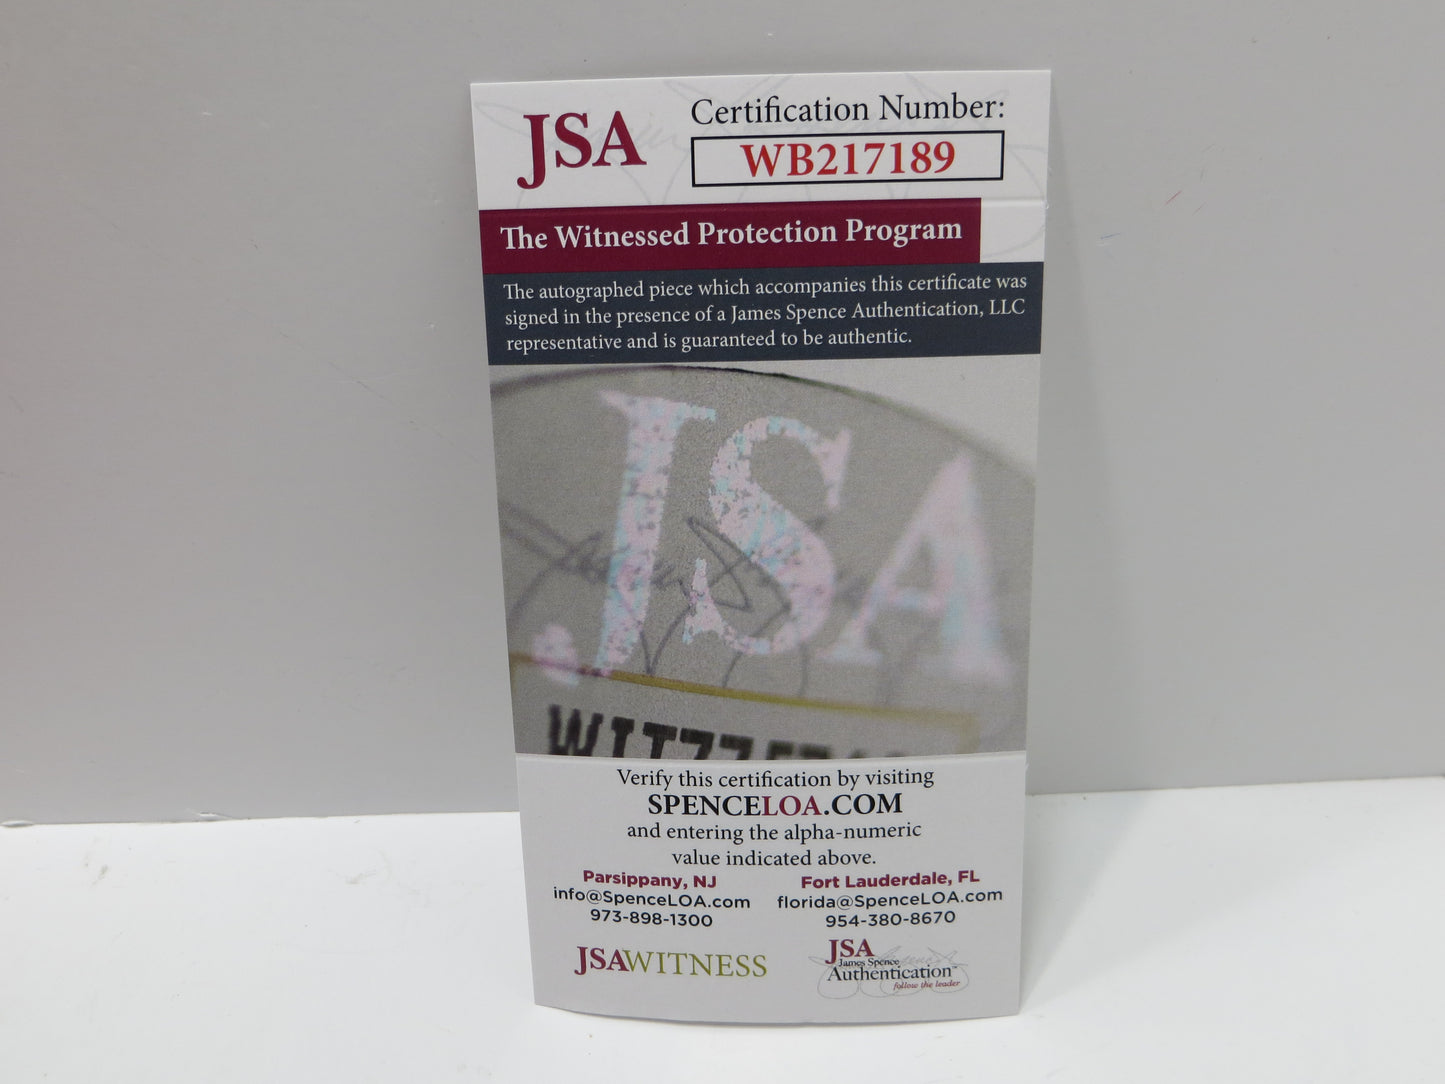 JSA
Certification Number:
WB217189
The Witnessed Protection Program
The autographed piece which accompanies this certificate was
signed in the presence of a James Spence Authentication, LLC
representative and is guaranteed to be authentic.
JSA
Verify this certification by visiting
SPENCELOA.COM
and entering the alpha-numeric
value indicated above.
Parsippany, NJ
info@SpenceLOA.com
973-898-1300
Fort Lauderdale, FL
florida@SpenceLOA.com
954-380-8670
JSAWITNESS
JSA
James Spence
Authentication™
follow the leader